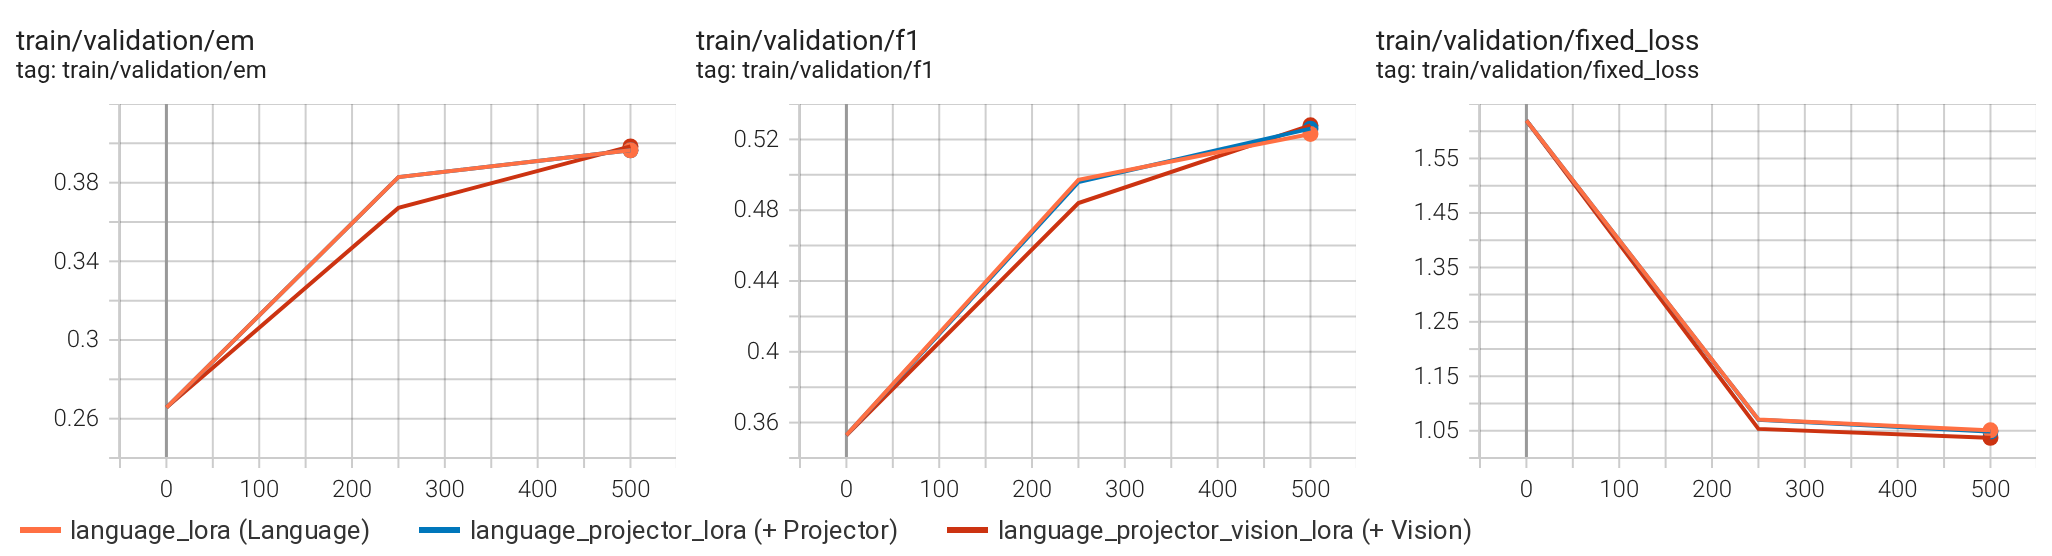 train/validation/em
tag: train/validation/em
0.38
0.34
0.3
0.26
0 100 200 300 400 500
train/validation/f1
tag: train/validation/f1
0.52
0.48
0.44
0.4
0.36
0 100 200 300 400 500
train/validation/fixed_loss
tag: train/validation/fixed_loss
1.55
1.45
1.35
1.25
1.15
1.05
0 100 200 300 400 500
language_lora (Language) language_projector_lora (+ Projector) language_projector_vision_lora (+ Vision)